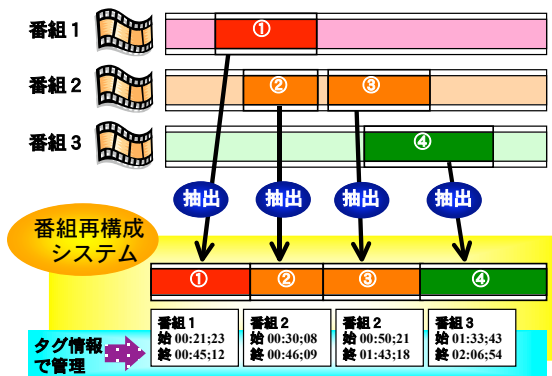 番組1
①
番組2
② ③
番組3
④
抽出 抽出 抽出 抽出
番組再構成
システム
① ② ③ ④
タグ情報
で管理
番組1
始 00:21;23
終 00:45;12
番組2
始 00:30;08
終 00:46;09
番組2
始 00:50;21
終 01:43;18
番組3
始 01:33;43
終 02:06;54